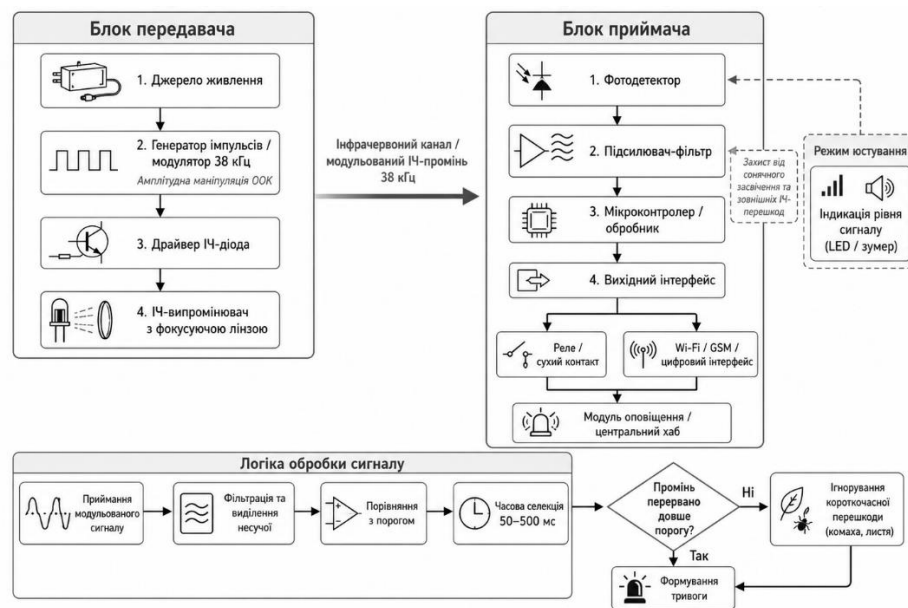 Блок передавача
1. Джерело живлення
2. Генератор імпульсів /
модулятор 38 кГц
Амплітудна маніпуляція OOK
3. Драйвер ІЧ-діода
4. ІЧ-випромінювач
з фокусуючою лінзою
Інфрачервоний канал /
модульований ІЧ-промінь
38 кГц
Блок приймача
1. Фотодетектор
2. Підсилювач-фільтр
3. Мікроконтролер /
обробник
4. Вихідний інтерфейс
Реле /
сухий контакт
Wi-Fi / GSM /
цифровий інтерфейс
Модуль оповіщення /
центральний хаб
Захист від
сонячного
засвічення та
зовнішніх ІЧ-
перешкод
Режим юстування
Індикація рівня
сигналу
(LED / зумер)
Логіка обробки сигналу
Приймання
модульованого
сигналу
Фільтрація та
виділення
несучої
Порівняння
з порогом
Часова селекція
50–500 мс
Промінь
перервано
довше
порогу?
Ні
Так
Ігнорування
короткочасної
перешкоди
(комаха, листя)
Формування
тривоги